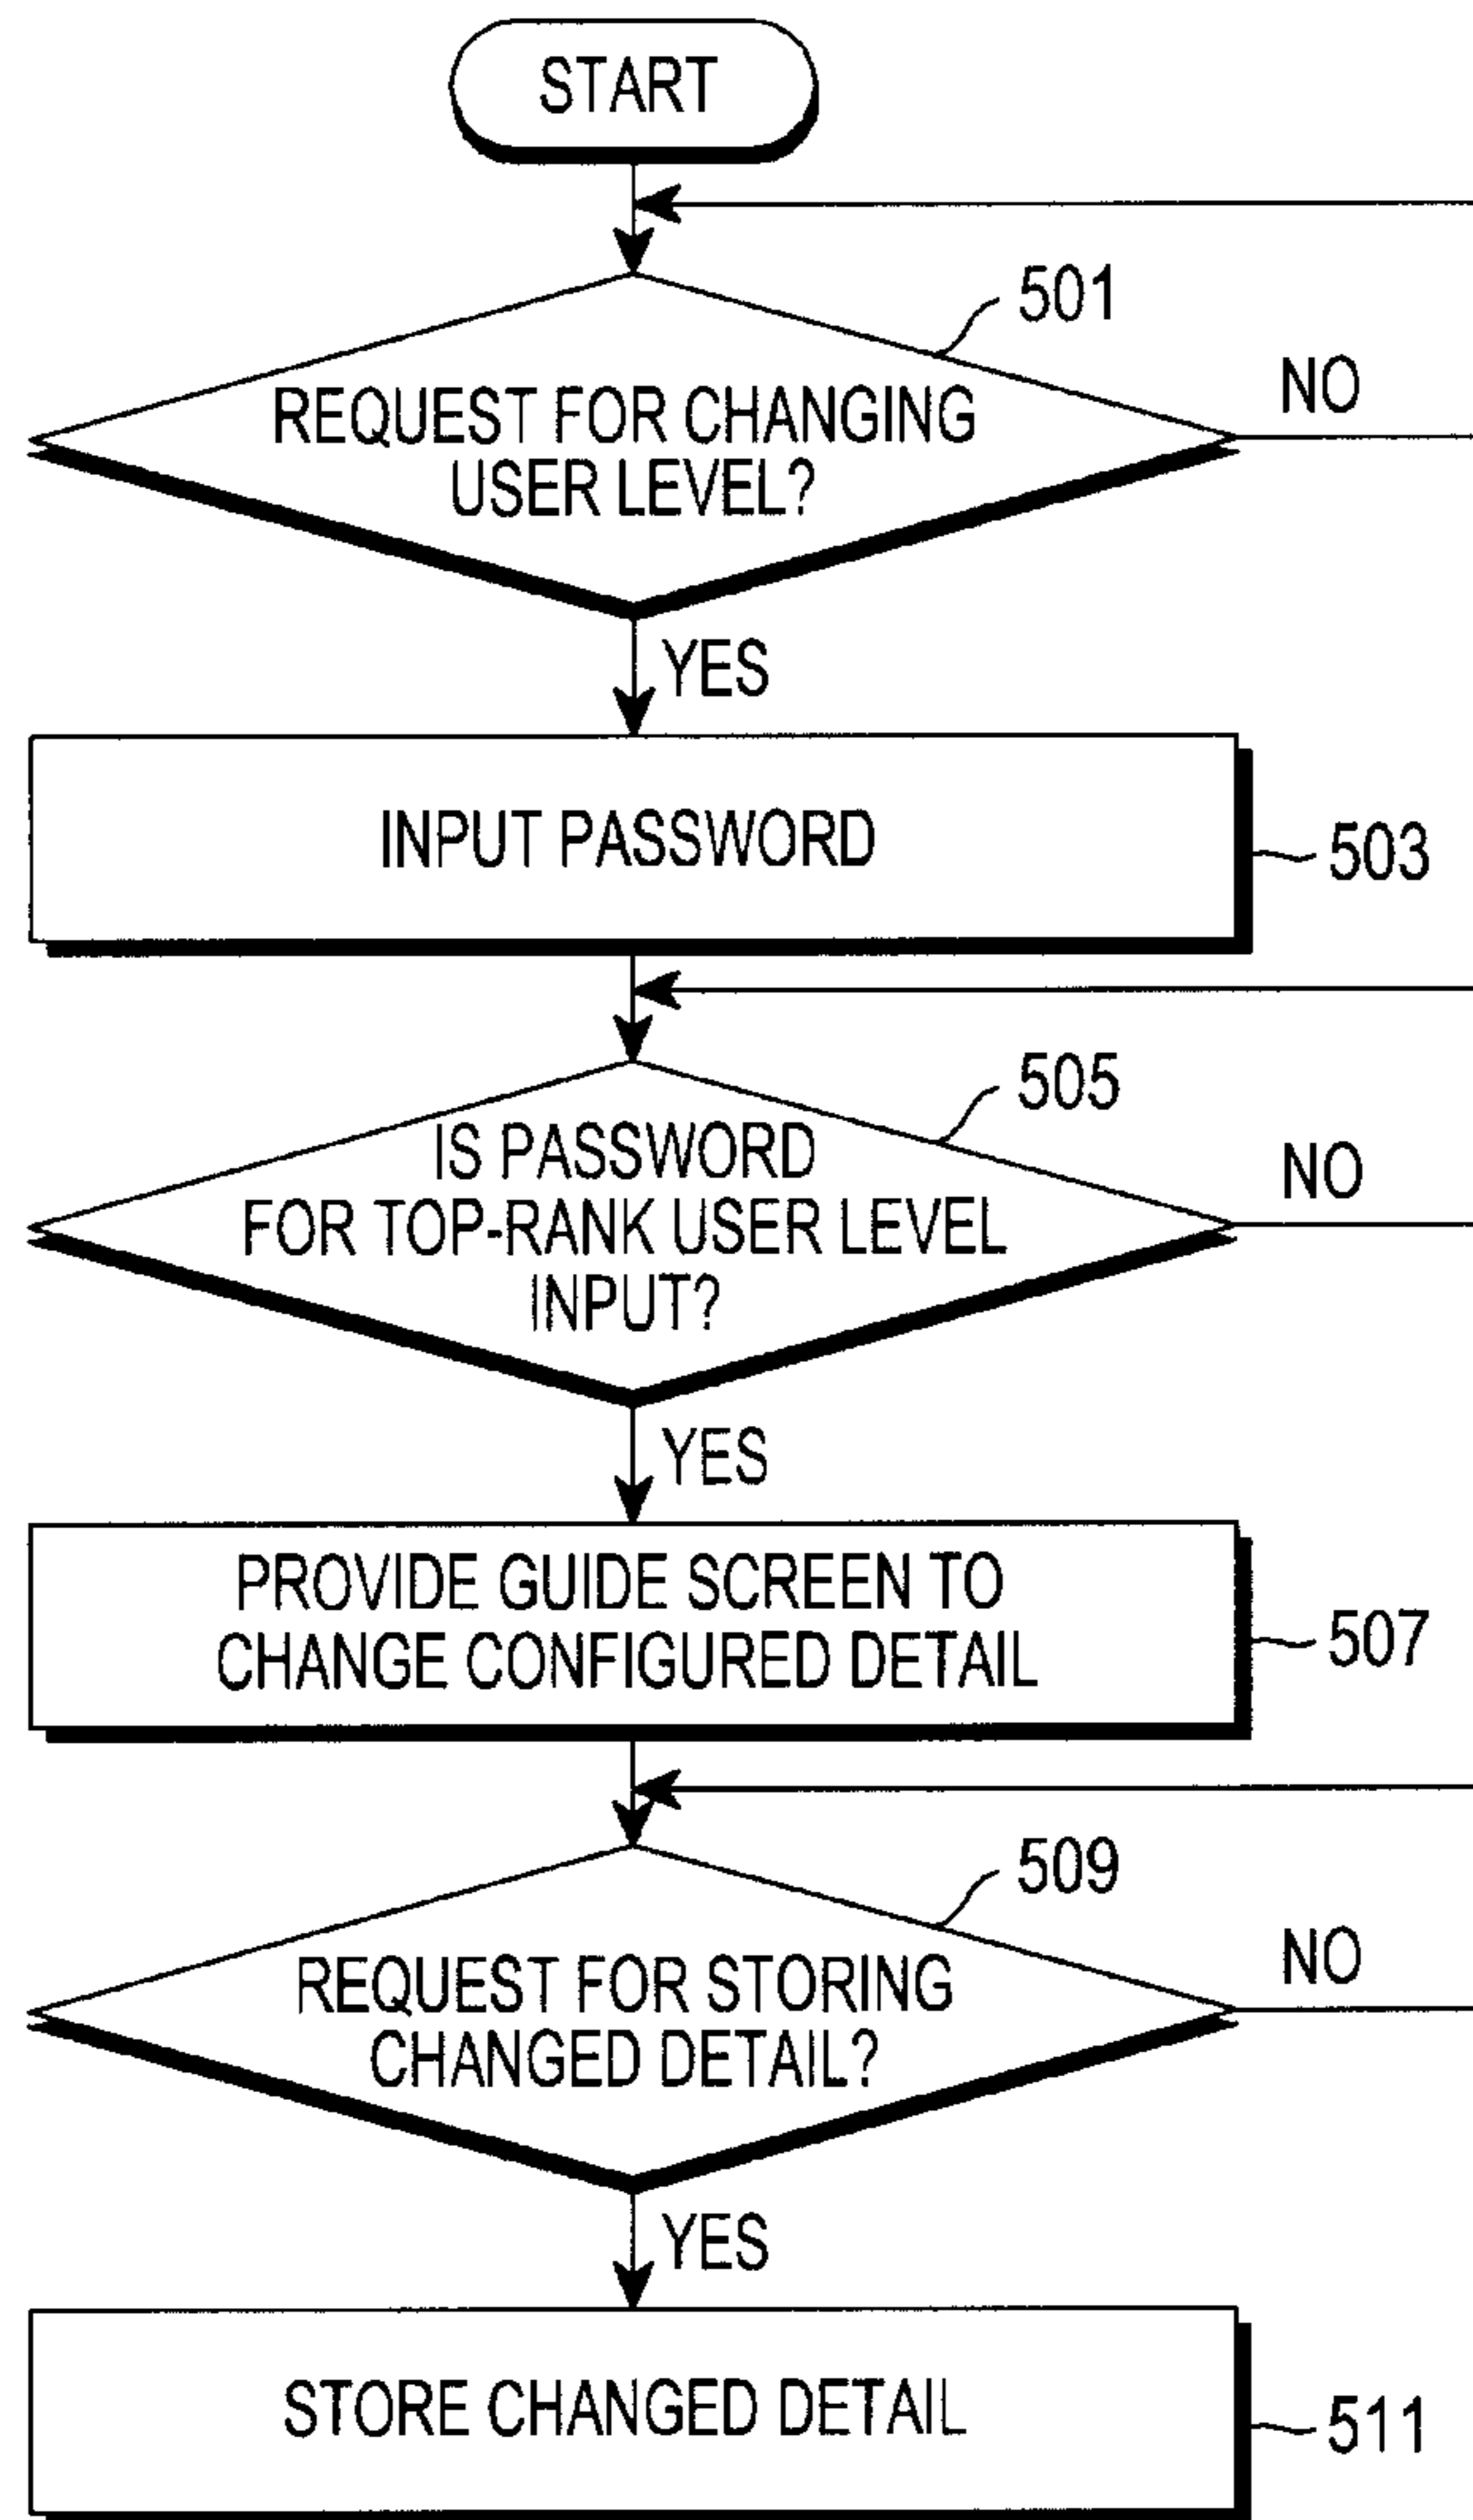 START
501
REQUEST FOR CHANGING
USER LEVEL?
NO
YES
INPUT PASSWORD
503
505
IS PASSWORD
FOR TOP-RANK USER LEVEL
INPUT?
NO
YES
PROVIDE GUIDE SCREEN TO
CHANGE CONFIGURED DETAIL
507
509
REQUEST FOR STORING
CHANGED DETAIL?
NO
YES
STORE CHANGED DETAIL
511